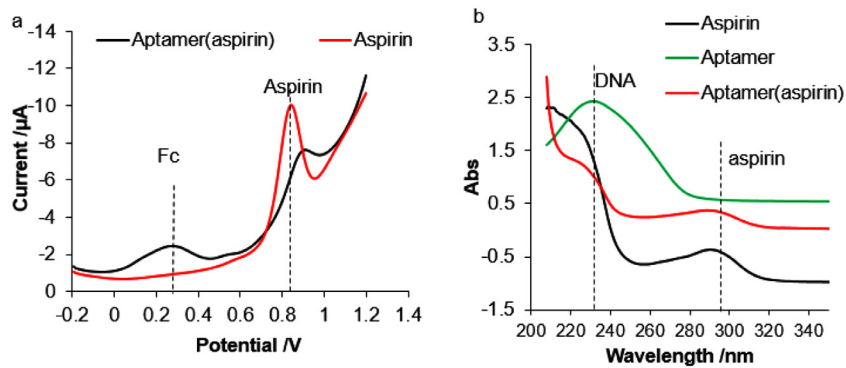 a
Aptamer(aspirin) Aspirin
-14
-12
-10
-8
-6
-4
-2
0
Current /µA
Fc
Aspirin
-0.2 0 0.2 0.4 0.6 0.8 1 1.2 1.4
Potential /V
b
Aspirin
Aptamer
Aptamer(aspirin)
3.5
2.5
1.5
0.5
-0.5
-1.5
Abs
DNA
aspirin
200 220 240 260 280 300 320 340
Wavelength /nm